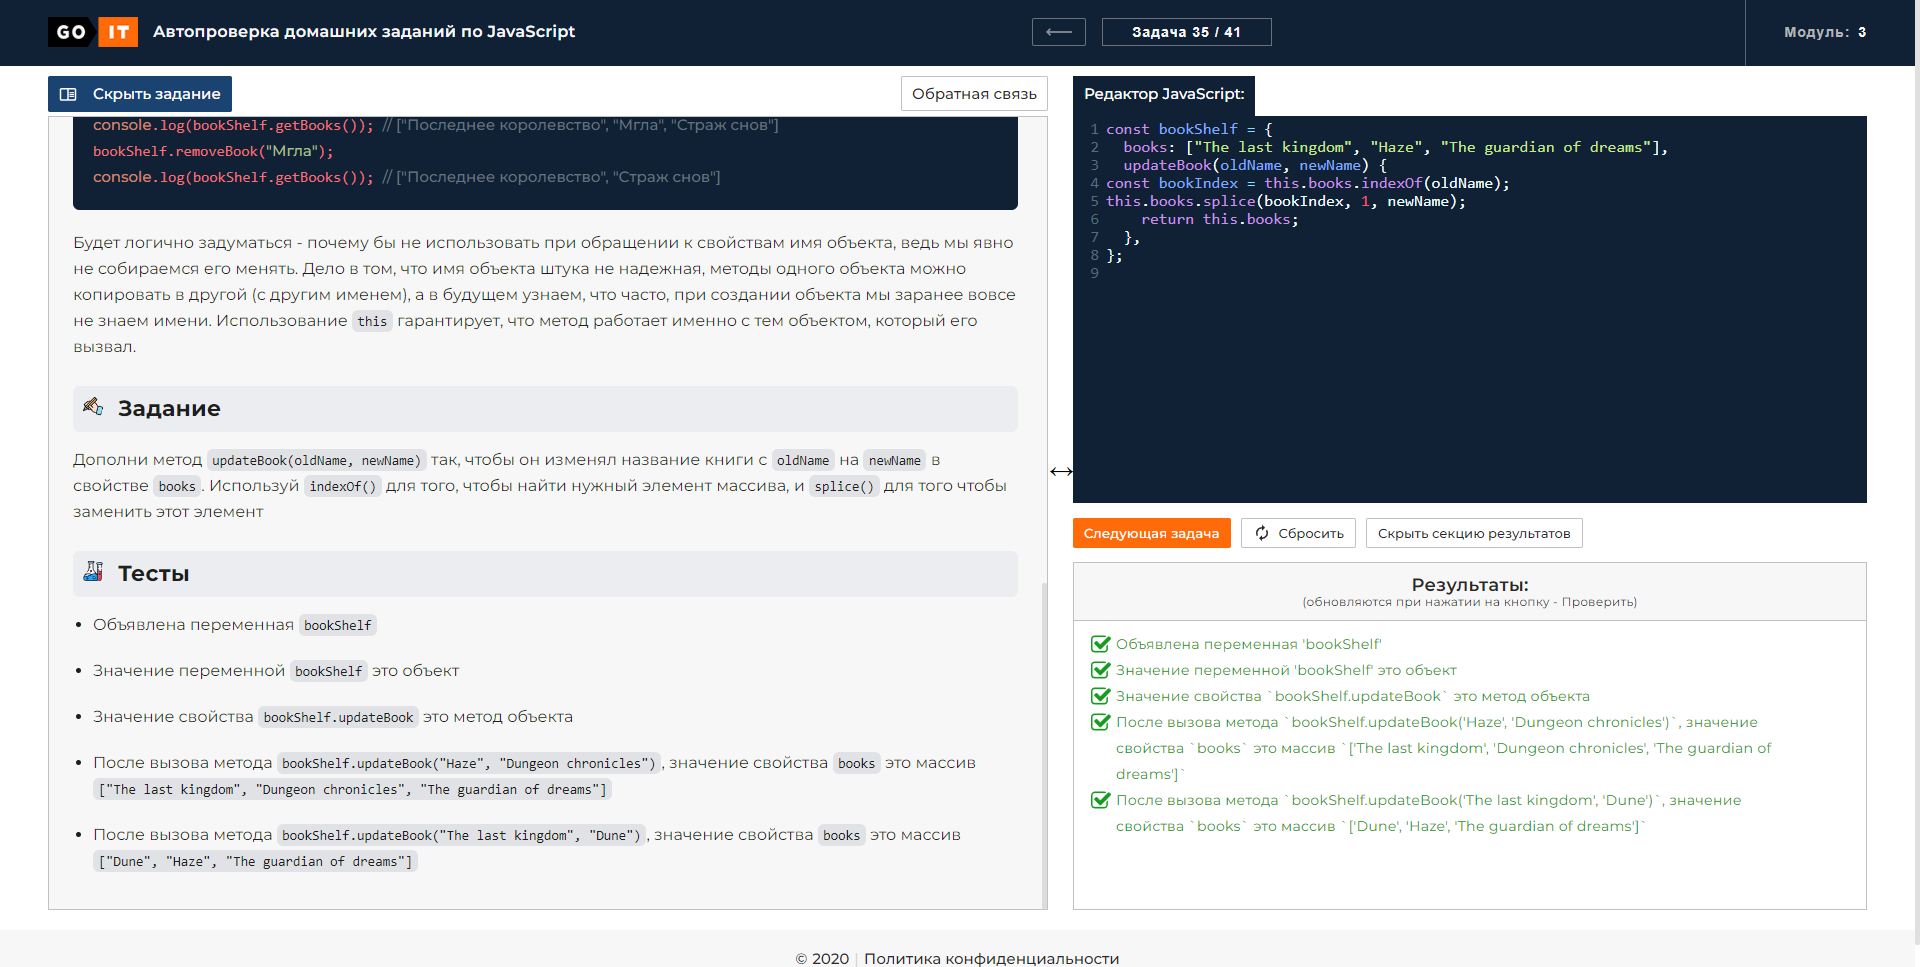 GO IT Автопроверка домашних заданий по JavaScript
Задача 35 / 41
Модуль: 3
Скрыть задание
Обратная связь
console.log(bookShelf.getBooks()); // ["Последнее королевство", "Мгла", "Страж снов"]
bookShelf.removeBook("Мгла");
console.log(bookShelf.getBooks()); // ["Последнее королевство", "Страж снов"]
Будет логично задуматься - почему бы не использовать при обращении к свойствам имя объекта, ведь мы явно
не собираемся его менять. Дело в том, что имя объекта штука не надежная, методы одного объекта можно
копировать в другой (с другим именем), а в будущем узнаем, что часто, при создании объекта мы заранее вовсе
не знаем имени. Использование this гарантирует, что метод работает именно с тем объектом, который его
вызвал.
Задание
Дополни метод updateBook(oldName, newName) так, чтобы он изменял название книги с oldName на newName в
свойстве books. Используй indexOf() для того, чтобы найти нужный элемент массива, и splice() для того чтобы
заменить этот элемент
Тесты
• Объявлена переменная bookShelf
• Значение переменной bookShelf это объект
• Значение свойства bookShelf.updateBook это метод объекта
• После вызова метода bookShelf.updateBook("Haze", "Dungeon chronicles"), значение свойства books это массив
["The last kingdom", "Dungeon chronicles", "The guardian of dreams"]
• После вызова метода bookShelf.updateBook("The last kingdom", "Dune"), значение свойства books это массив
["Dune", "Haze", "The guardian of dreams"]
Редактор JavaScript:
1 const bookShelf = {
2 books: ["The last kingdom", "Haze", "The guardian of dreams"],
3 updateBook(oldName, newName) {
4 const bookIndex = this.books.indexOf(oldName);
5 this.books.splice(bookIndex, 1, newName);
6 return this.books;
7 },
8 };
9
Следующая задача
Сбросить
Скрыть секцию результатов
Результаты:
(обновляются при нажатии на кнопку - Проверить)
Объявлена переменная 'bookShelf'
Значение переменной 'bookShelf' это объект
Значение свойства `bookShelf.updateBook` это метод объекта
После вызова метода `bookShelf.updateBook('Haze', 'Dungeon chronicles')`, значение
свойства `books` это массив `['The last kingdom', 'Dungeon chronicles', 'The guardian of
dreams']`
После вызова метода `bookShelf.updateBook('The last kingdom', 'Dune')`, значение
свойства `books` это массив `['Dune', 'Haze', 'The guardian of dreams']`
© 2020 | Политика конфиденциальности